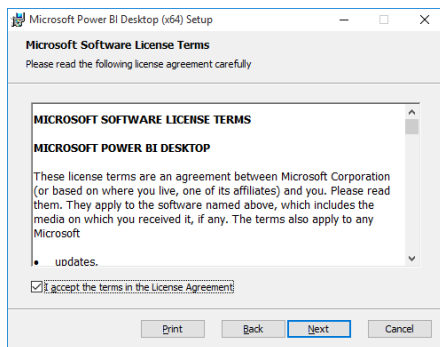 Microsoft Power BI Desktop (x64) Setup
Microsoft Software License Terms
Please read the following license agreement carefully
MICROSOFT SOFTWARE LICENSE TERMS
MICROSOFT POWER BI DESKTOP
These license terms are an agreement between Microsoft Corporation
(or based on where you live, one of its affiliates) and you. Please read
them. They apply to the software named above, which includes the
media on which you received it, if any. The terms also apply to any
Microsoft
• updates,
I accept the terms in the License Agreement
Print Back Next Cancel